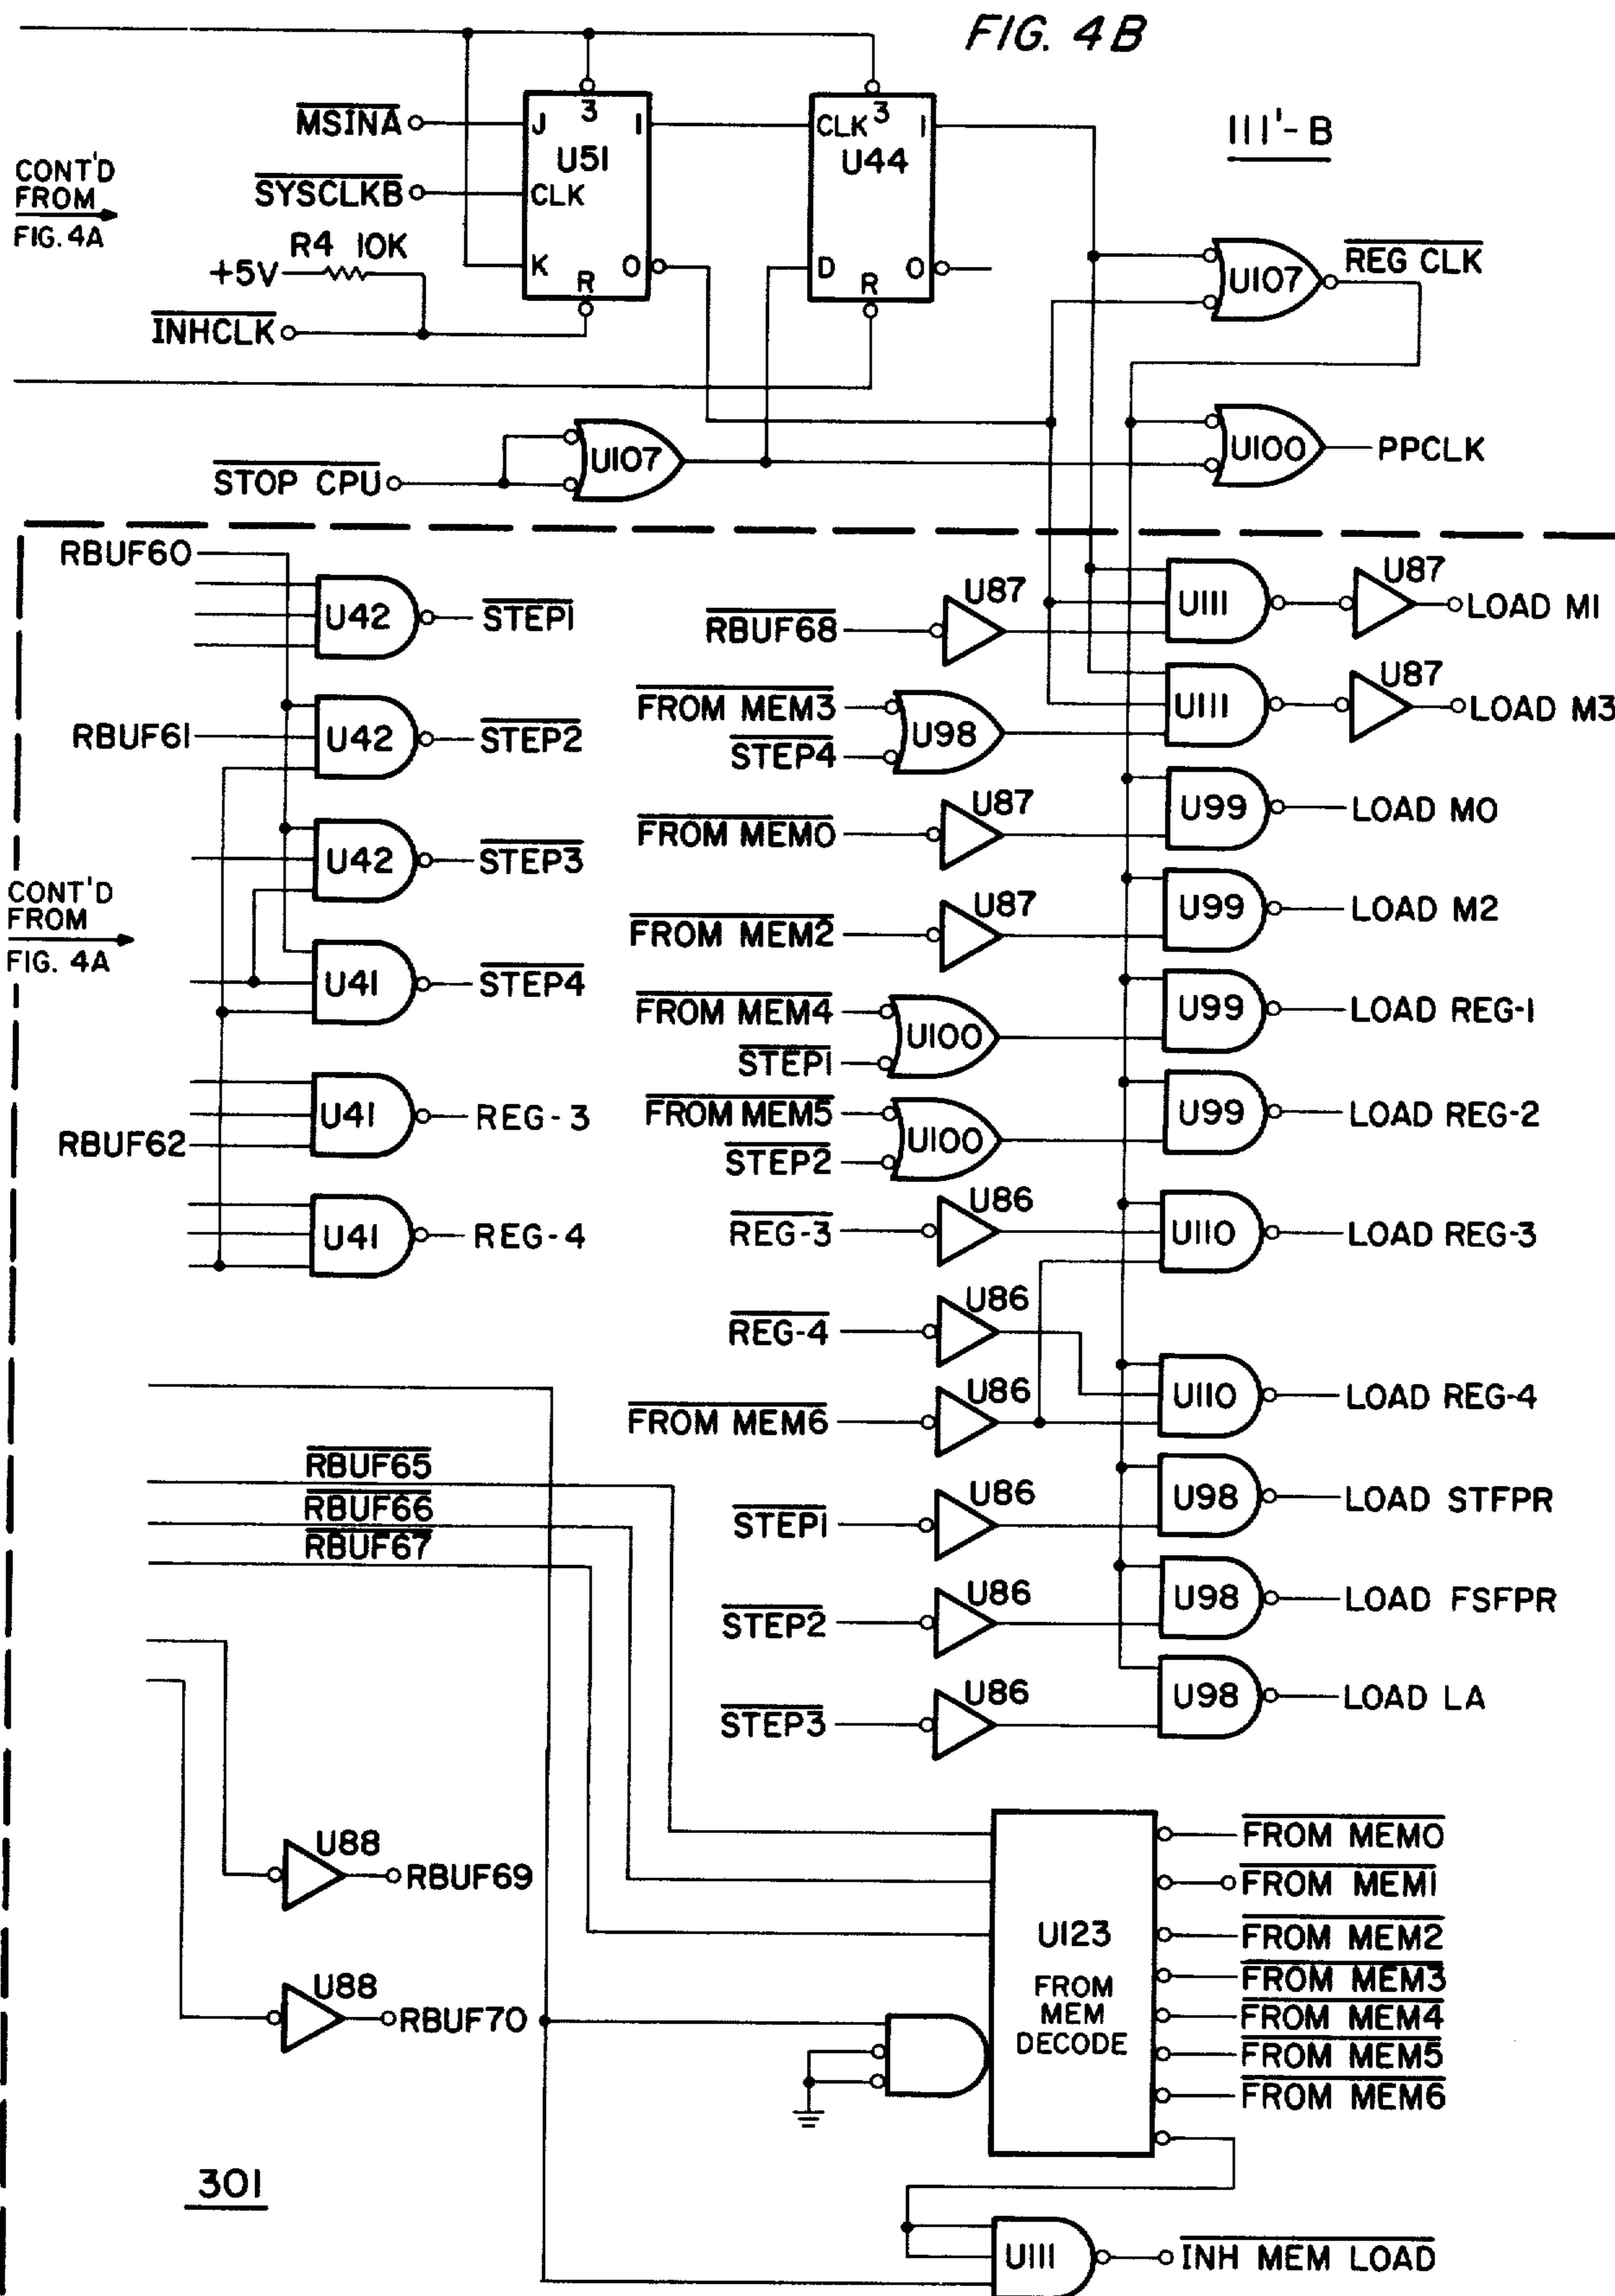 FIG. 4B
111'-B
CONT'D
FROM
FIG. 4A
MSINA
SYSCLKB
R4 10K
+5V
INHCLK
J
3
1
U51
CLK
K
R
0
CLK
3
1
U44
D
R
0
U107
REG CLK
STOP CPU
U107
U100
PPCLK
RBUF60
U42
STEP1
RBUF61
U42
STEP2
U42
STEP3
CONT'D
FROM
FIG. 4A
U41
STEP4
U41
REG-3
RBUF62
U41
REG-4
RBUF68
U87
U111
U87
LOAD M1
FROM MEM3
STEP4
U98
U111
U87
LOAD M3
FROM MEM0
U87
U99
LOAD M0
FROM MEM2
U87
U99
LOAD M2
FROM MEM4
STEP1
U100
U99
LOAD REG-1
FROM MEM5
STEP2
U100
U99
LOAD REG-2
REG-3
U86
U110
LOAD REG-3
REG-4
U86
FROM MEM6
U86
U110
LOAD REG-4
STEP1
U86
U98
LOAD STFPR
STEP2
U86
U98
LOAD FSFPR
STEP3
U86
U98
LOAD LA
RBUF65
RBUF66
RBUF67
U88
RBUF69
U88
RBUF70
U123
FROM
MEM
DECODE
FROM MEM0
FROM MEM1
FROM MEM2
FROM MEM3
FROM MEM4
FROM MEM5
FROM MEM6
301
U111
INH MEM LOAD